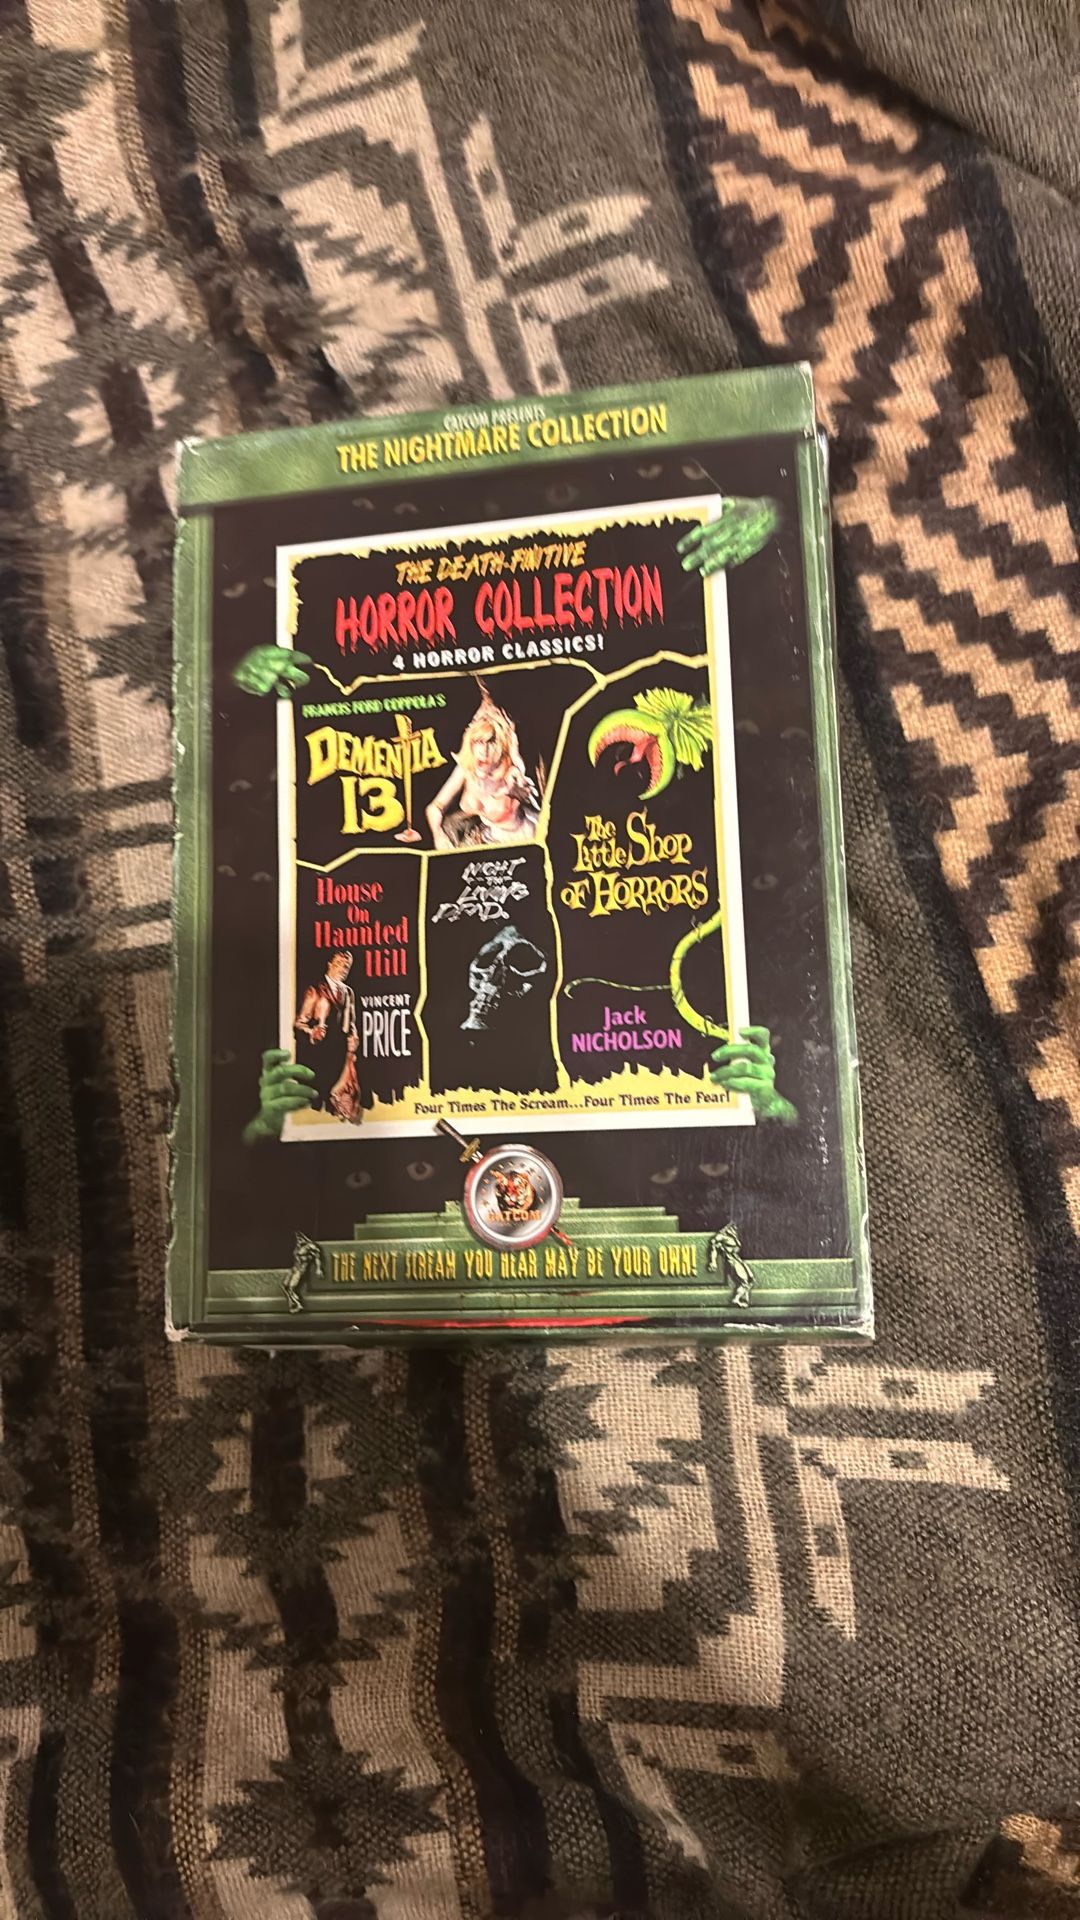 CATCOM PRESENTS
THE NIGHTMARE COLLECTION
THE DEATH-FINITIVE
HORROR COLLECTION
4 HORROR CLASSICS!
FRANCIS FORD COPPOLA'S
DEMENTIA
13
The
Little Shop
OF HORRORS
House
On
Haunted
Hill
VINCENT
PRICE
NIGHT
OF THE
LIVING
DEAD
Jack
NICHOLSON
Four Times The Scream...Four Times The Fear!
CATCOM
THE NEXT SCREAM YOU HEAR MAY BE YOUR OWN!